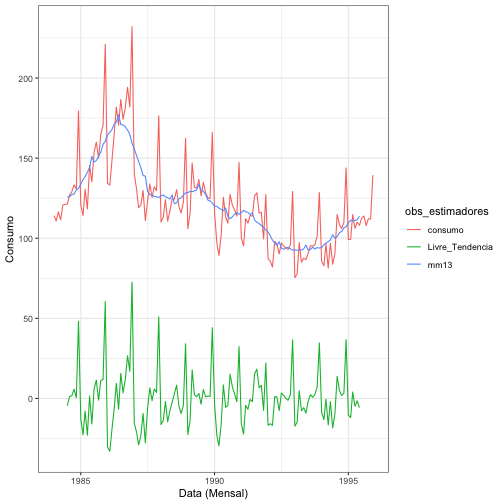 Consumo
200
150
100
50
0
1985
1990
1995
Data (Mensal)
obs_estimadores
consumo
Livre_Tendencia
mm13